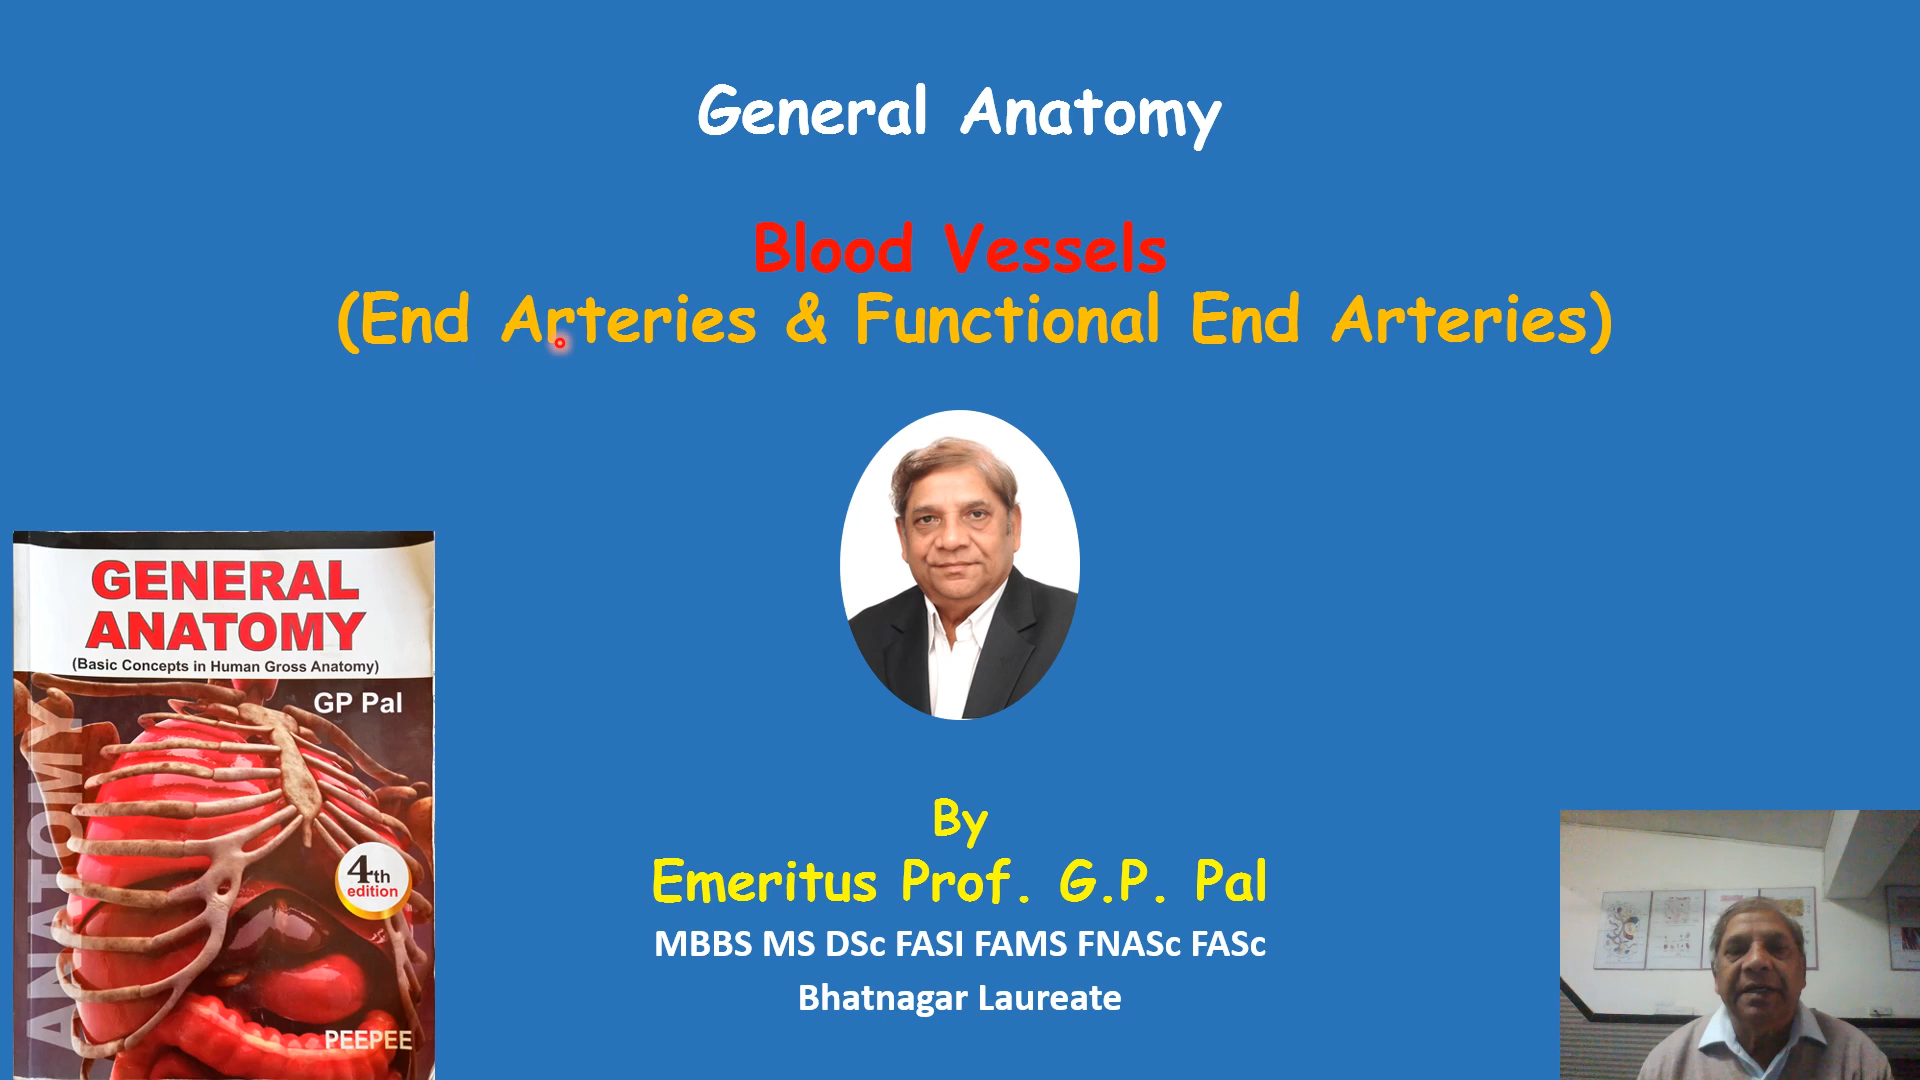 General Anatomy
Blood Vessels
(End Arteries & Functional End Arteries)
GENERAL
ANATOMY
(Basic Concepts in Human Gross Anatomy)
GP Pal
ANATOMY
4th
edition
PEEPEE
By
Emeritus Prof. G.P. Pal
MBBS MS DSc FASI FAMS FNASc FASc
Bhatnagar Laureate